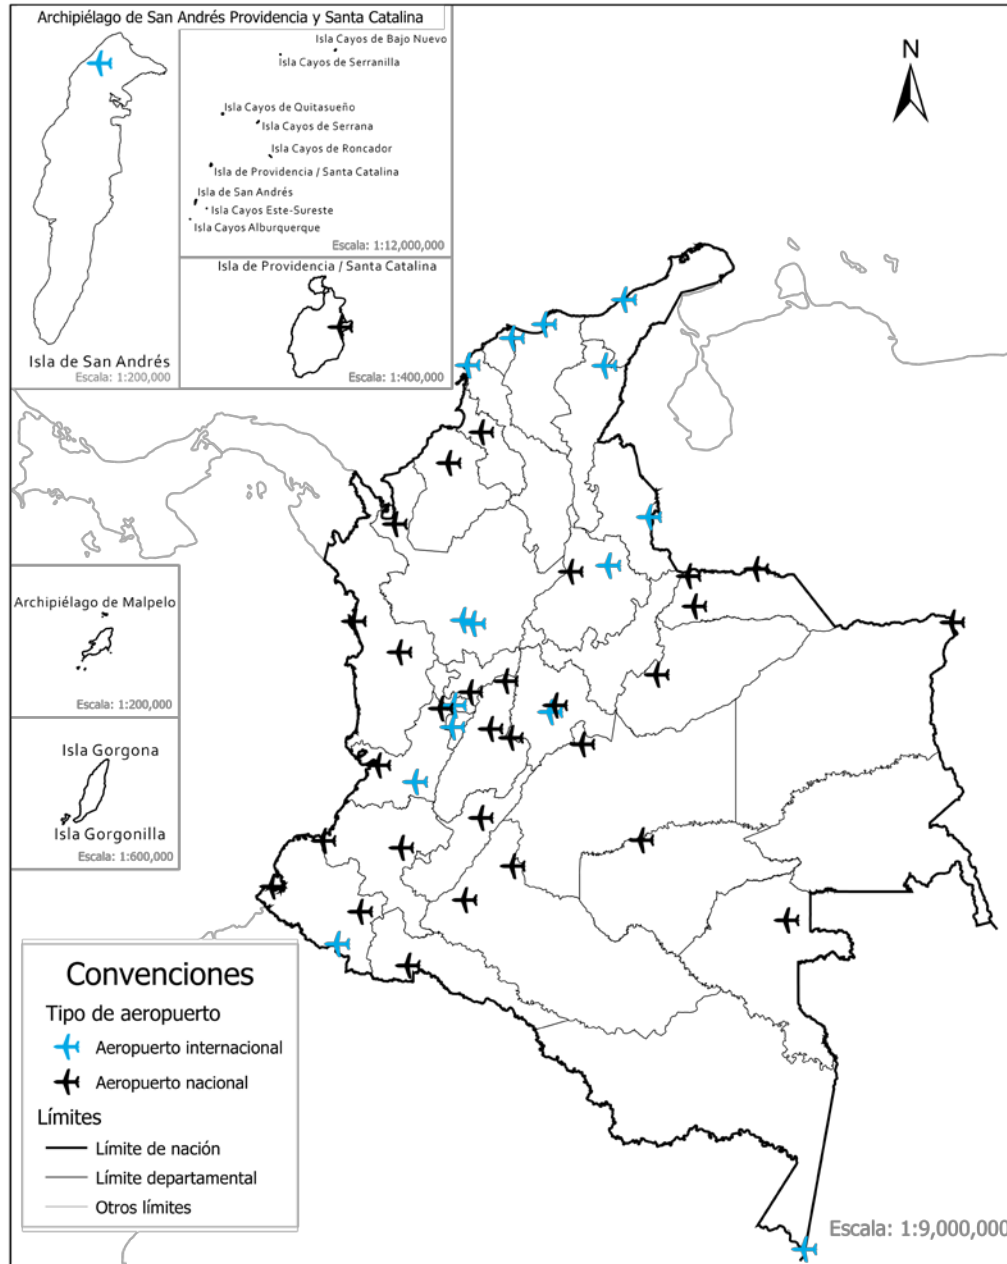 Archipiélago de San Andrés Providencia y Santa Catalina
Isla Cayos de Bajo Nuevo
Isla Cayos de Serranilla
Isla Cayos de Quitasueño
Isla Cayos de Serrana
Isla Cayos de Roncador
Isla de Providencia / Santa Catalina
Isla de San Andrés
Isla Cayos Este-Sureste
Isla Cayos Alburquerque
Escala: 1:12,000,000
Isla de San Andrés
Escala: 1:200,000
Isla de Providencia / Santa Catalina
Escala: 1:400,000
N
Archipiélago de Malpelo
Escala: 1:200,000
Isla Gorgona
Isla Gorgonilla
Escala: 1:600,000
Convenciones
Tipo de aeropuerto
Aeropuerto internacional
Aeropuerto nacional
Límites
Límite de nación
Límite departamental
Otros límites
Escala: 1:9,000,000